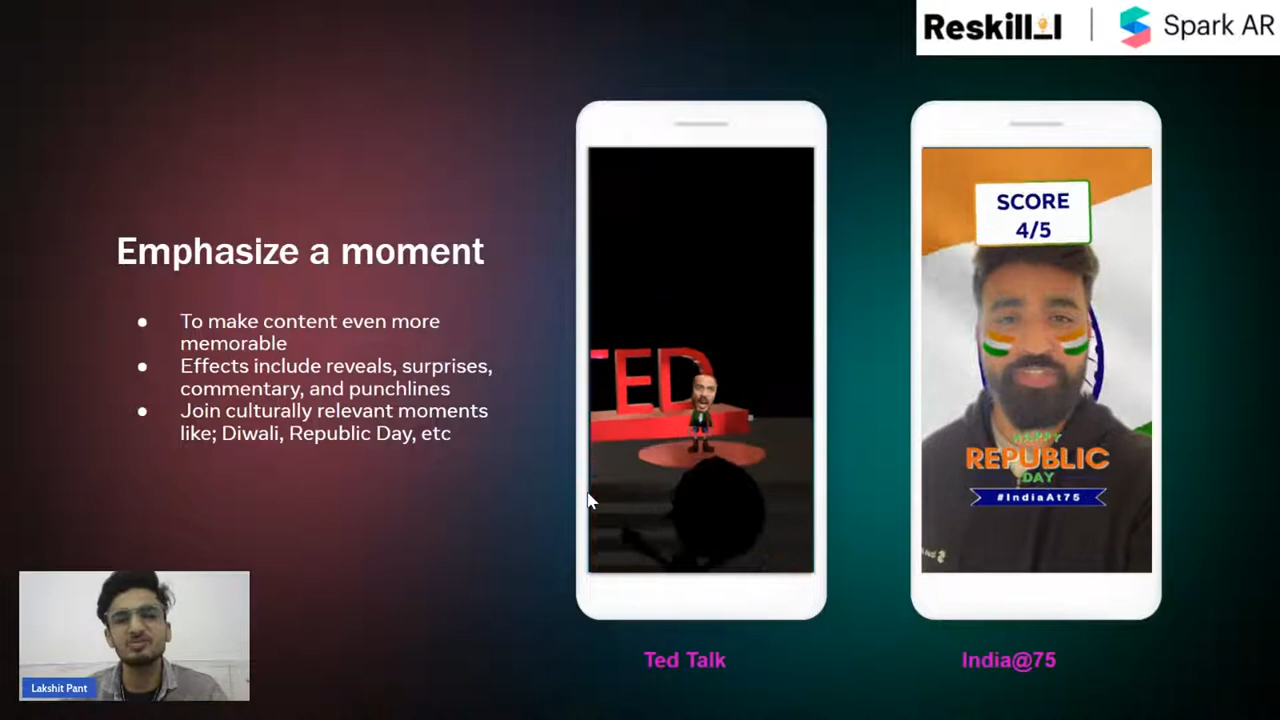 Reskill_l
Spark AR
Emphasize a moment
● To make content even more
memorable
● Effects include reveals, surprises,
commentary, and punchlines
● Join culturally relevant moments
like; Diwali, Republic Day, etc
TED
SCORE
4/5
HAPPY
REPUBLIC
DAY
#IndiaAt75
Ted Talk
India@75
Lakshit Pant